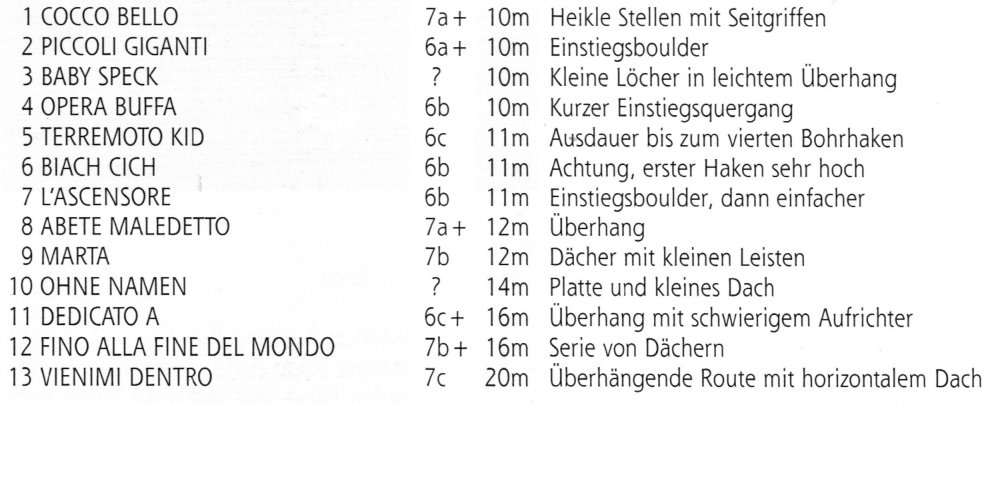 1 COCCO BELLO 7a+ 10m Heikle Stellen mit Seitgriffen
2 PICCOLI GIGANTI 6a+ 10m Einstiegsboulder
3 BABY SPECK ? 10m Kleine Löcher in leichtem Überhang
4 OPERA BUFFA 6b 10m Kurzer Einstiegsquergang
5 TERREMOTO KID 6c 11m Ausdauer bis zum vierten Bohrhaken
6 BIACH CICH 6b 11m Achtung, erster Haken sehr hoch
7 L'ASCENSORE 6b 11m Einstiegsboulder, dann einfacher
8 ABETE MALEDETTO 7a+ 12m Überhang
9 MARTA 7b 12m Dächer mit kleinen Leisten
10 OHNE NAMEN ? 14m Platte und kleines Dach
11 DEDICATO A 6c+ 16m Überhang mit schwierigem Aufrichter
12 FINO ALLA FINE DEL MONDO 7b+ 16m Serie von Dächern
13 VIENIMI DENTRO 7c 20m Überhängende Route mit horizontalem Dach